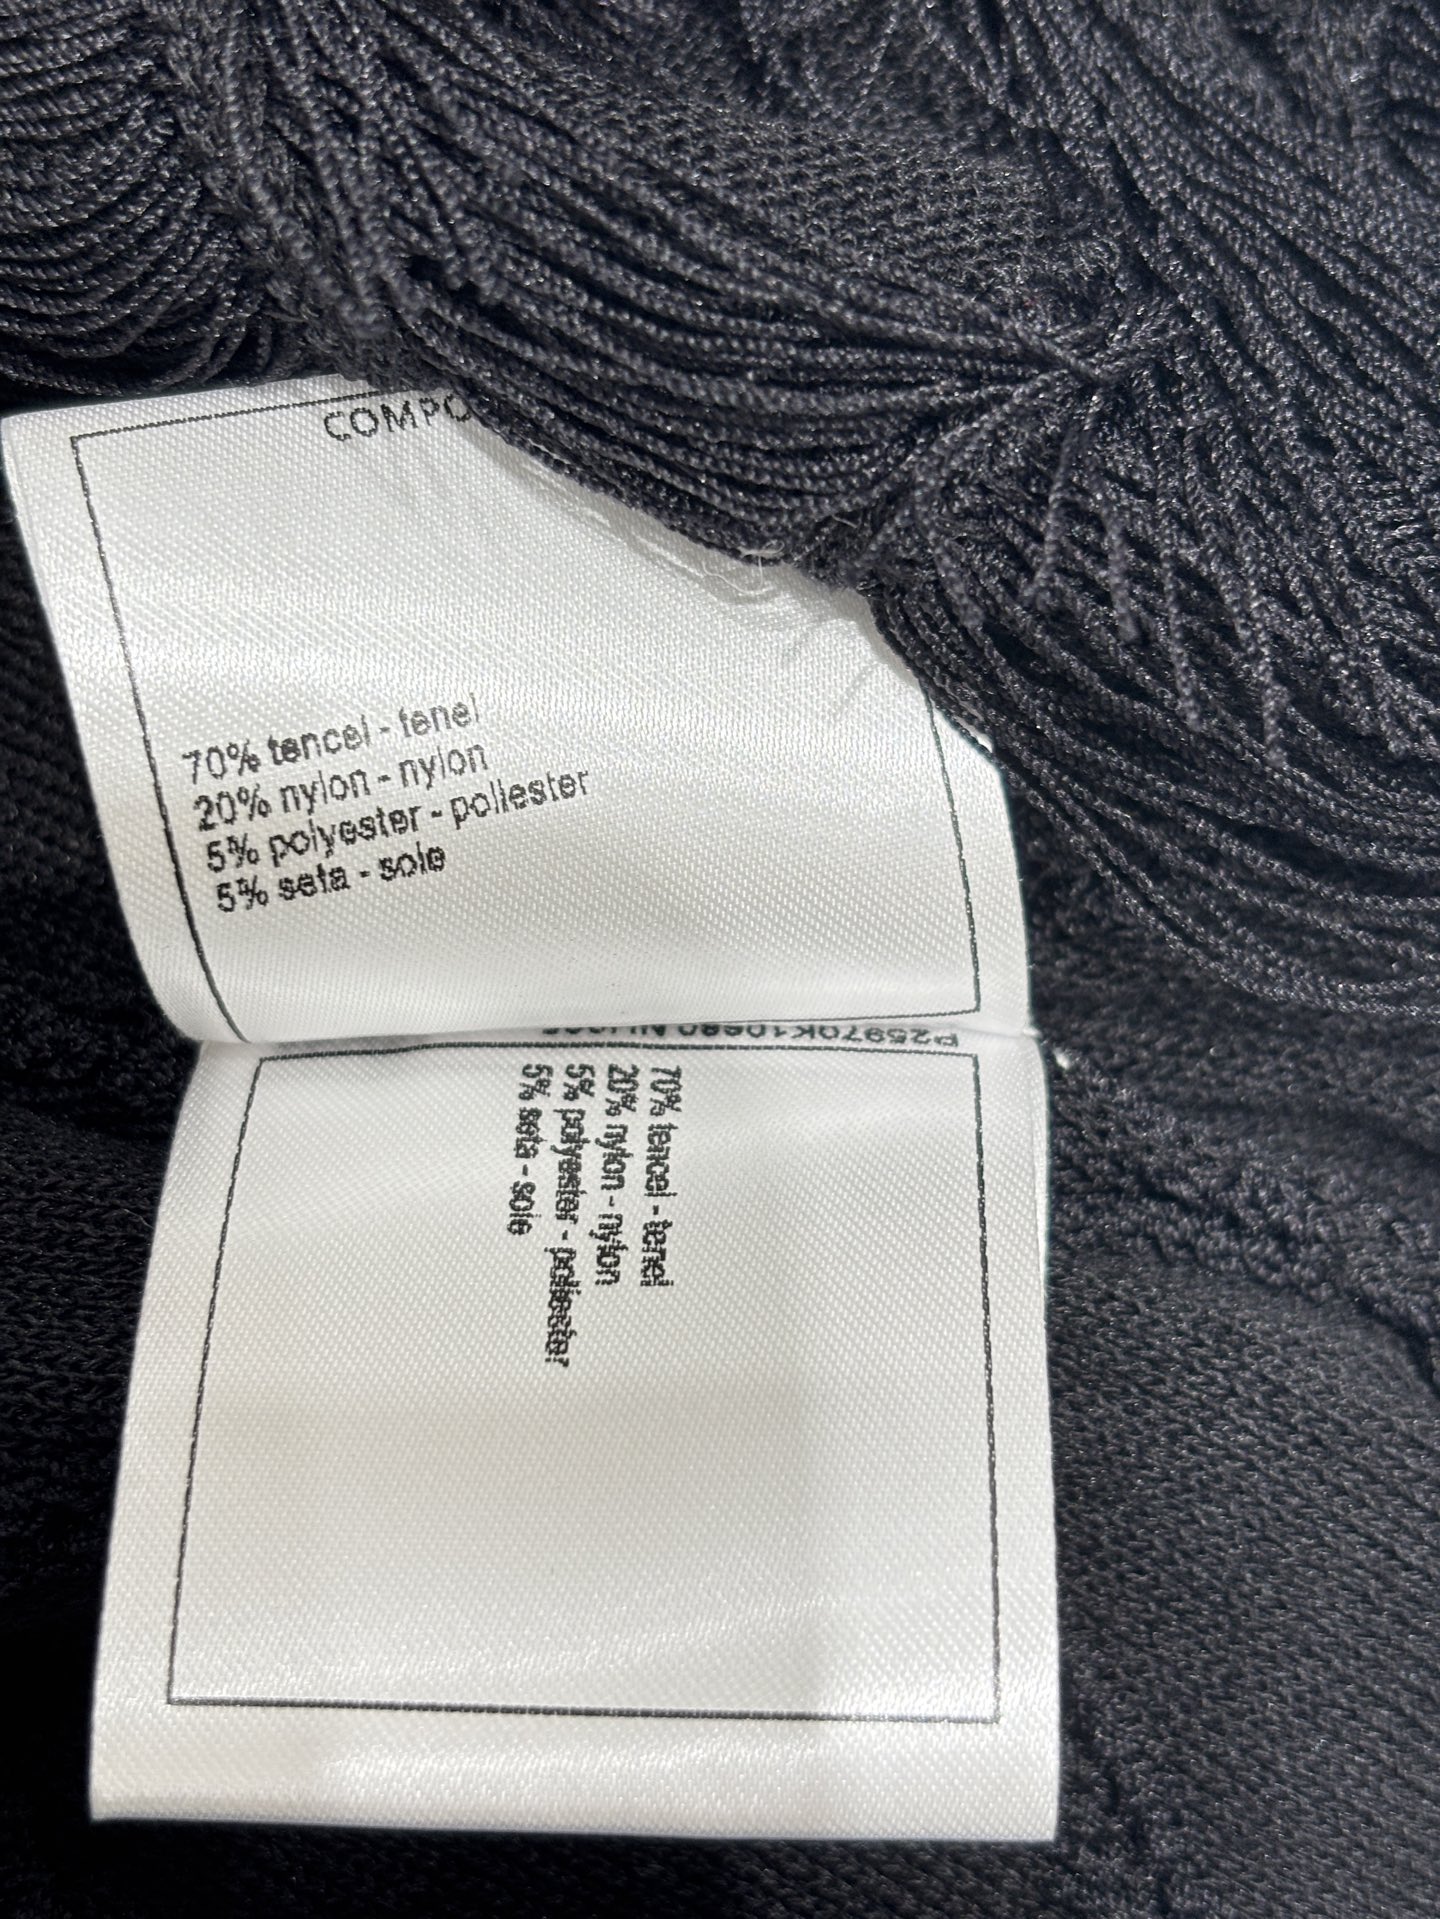 COMPO
70% tencel - tenel
20% nylon - nylon
5% polyester - poliester
5% seta - soie
70% tencel - tenel
20% nylon - nylon
5% polyester - poliester
5% seta - soie